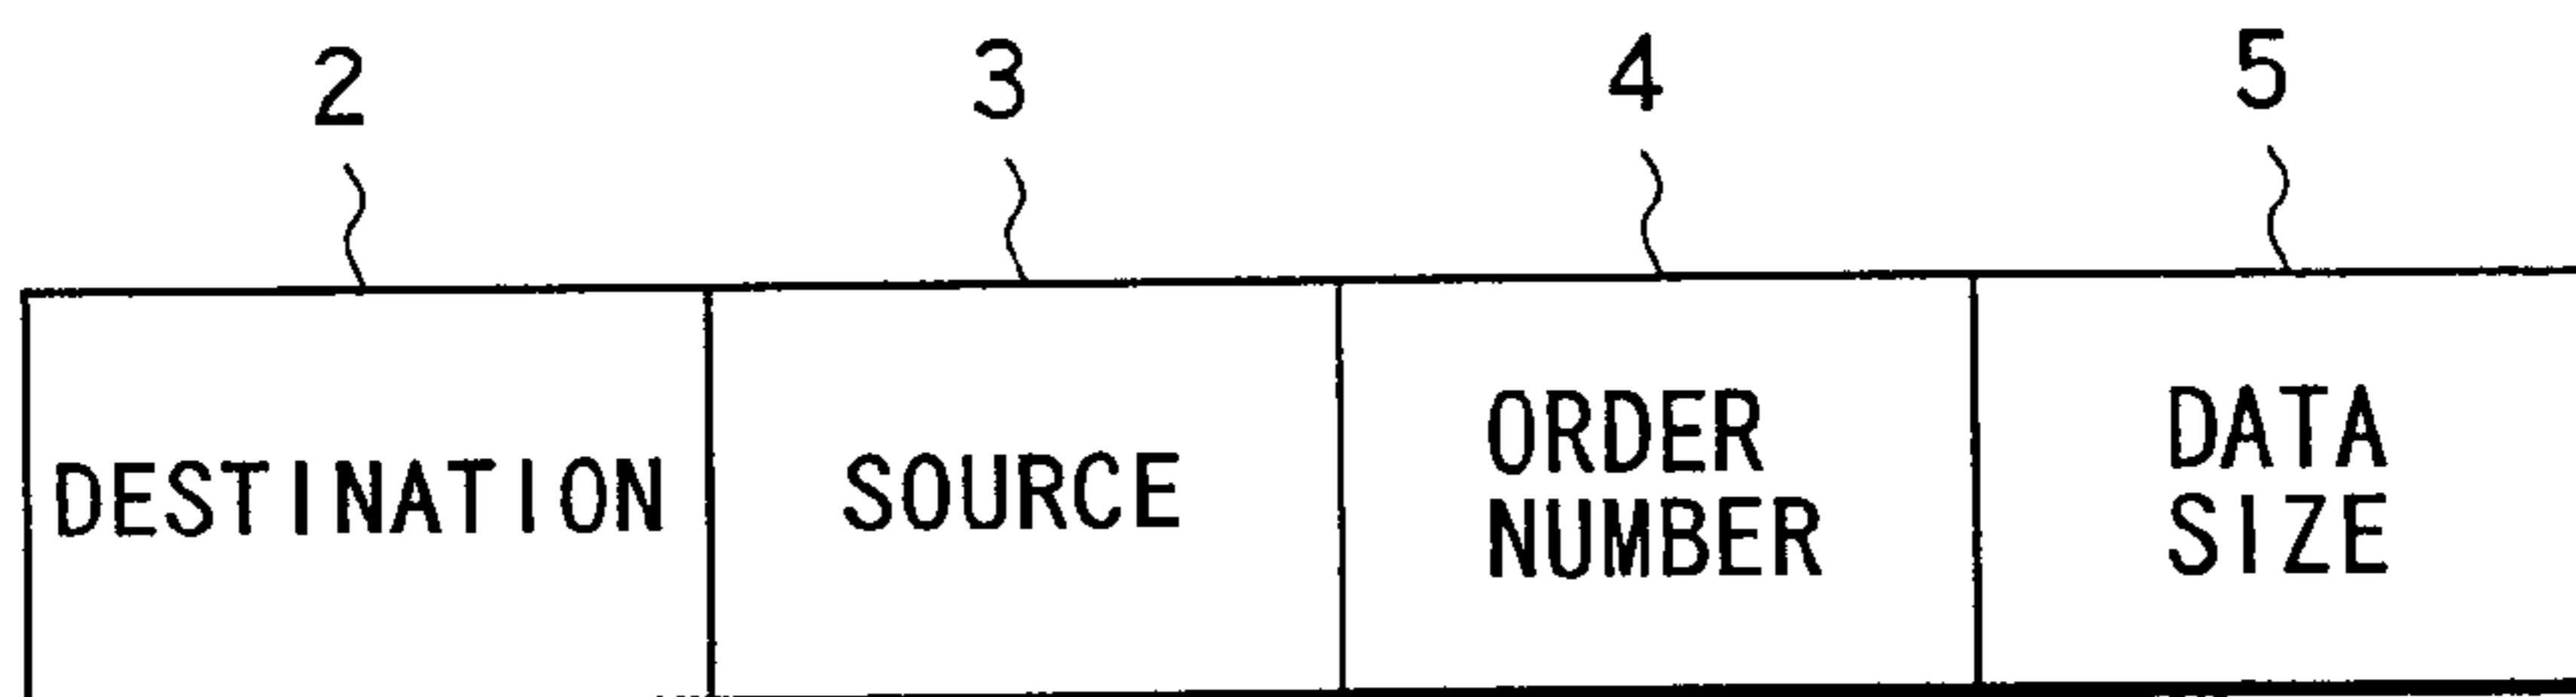 2 3 4 5
DESTINATION
SOURCE
ORDER
NUMBER
DATA
SIZE